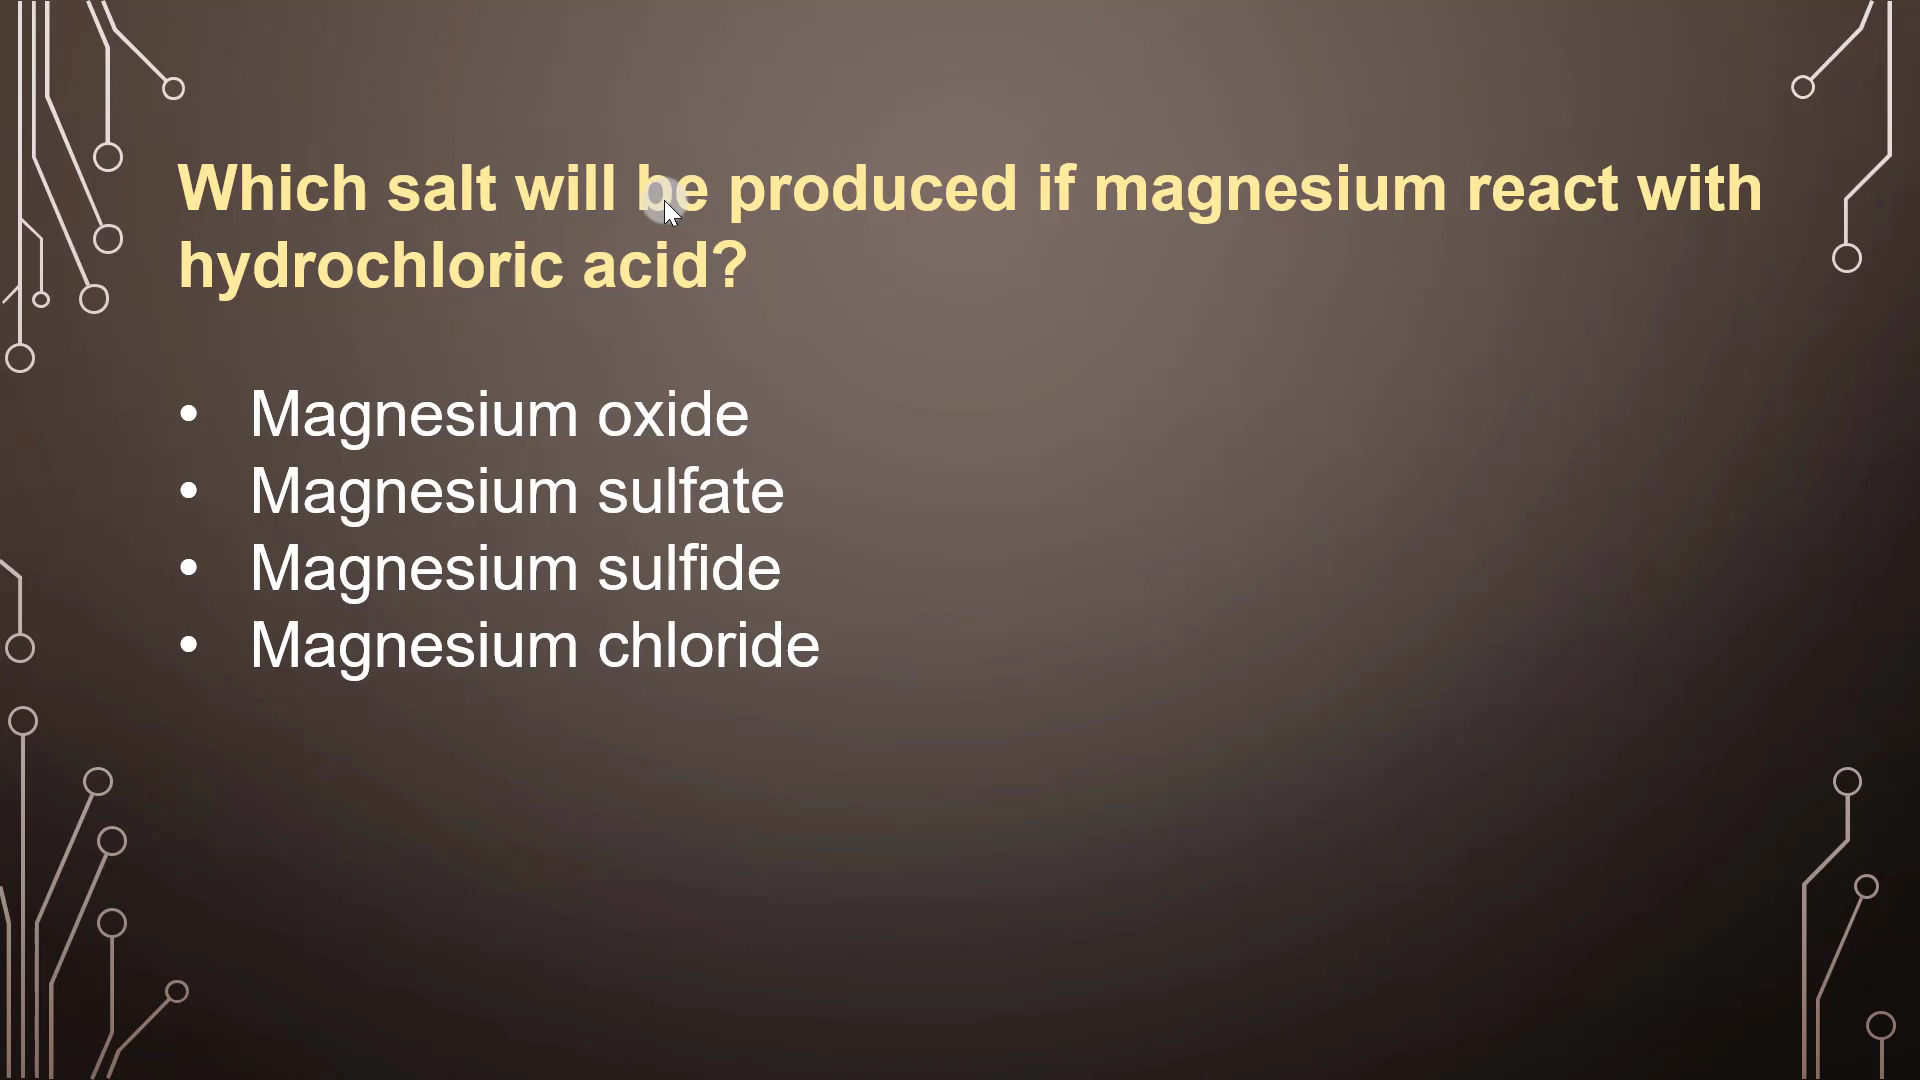 Which salt will be produced if magnesium react with
hydrochloric acid?
• Magnesium oxide
• Magnesium sulfate
• Magnesium sulfide
• Magnesium chloride